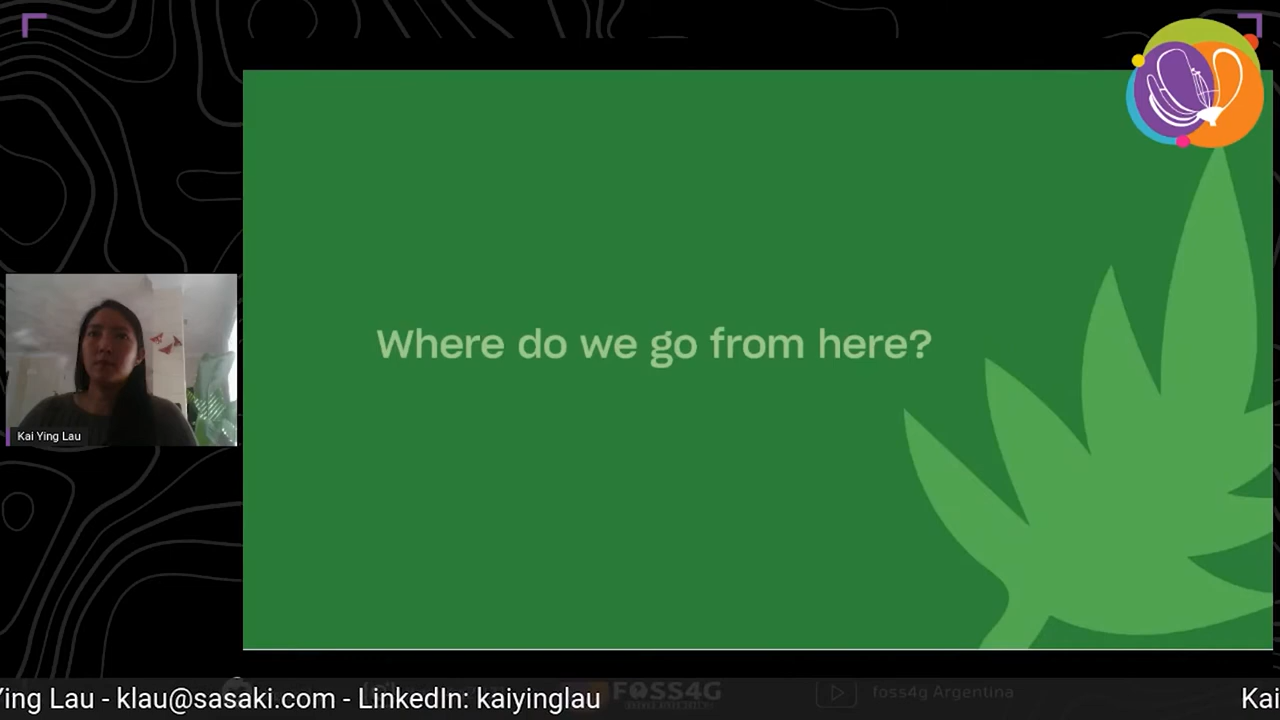 Where do we go from here?
Kai Ying Lau
Ying Lau - klau@sasaki.com - LinkedIn: kaiyinglau
Kai
FOSS4G
foss4g Argentina